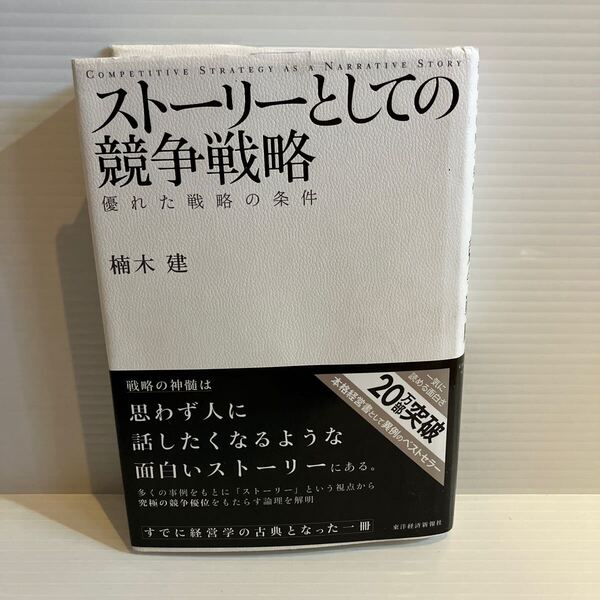 COMPETITIVE STRATEGY AS A NARRATIVE STORY
ストーリーとしての
競争戦略
優れた戦略の条件
楠木 建
戦略の神髄は
思わず人に
話したくなるような
面白いストーリーにある。
多くの事例をもとに「ストーリー」という視点から
究極の競争優位をもたらす論理を解明
すでに経営学の古典となった一冊
一気に
読める面白さ
20万部突破
本格経営書として異例のベストセラー
東洋経済新報社